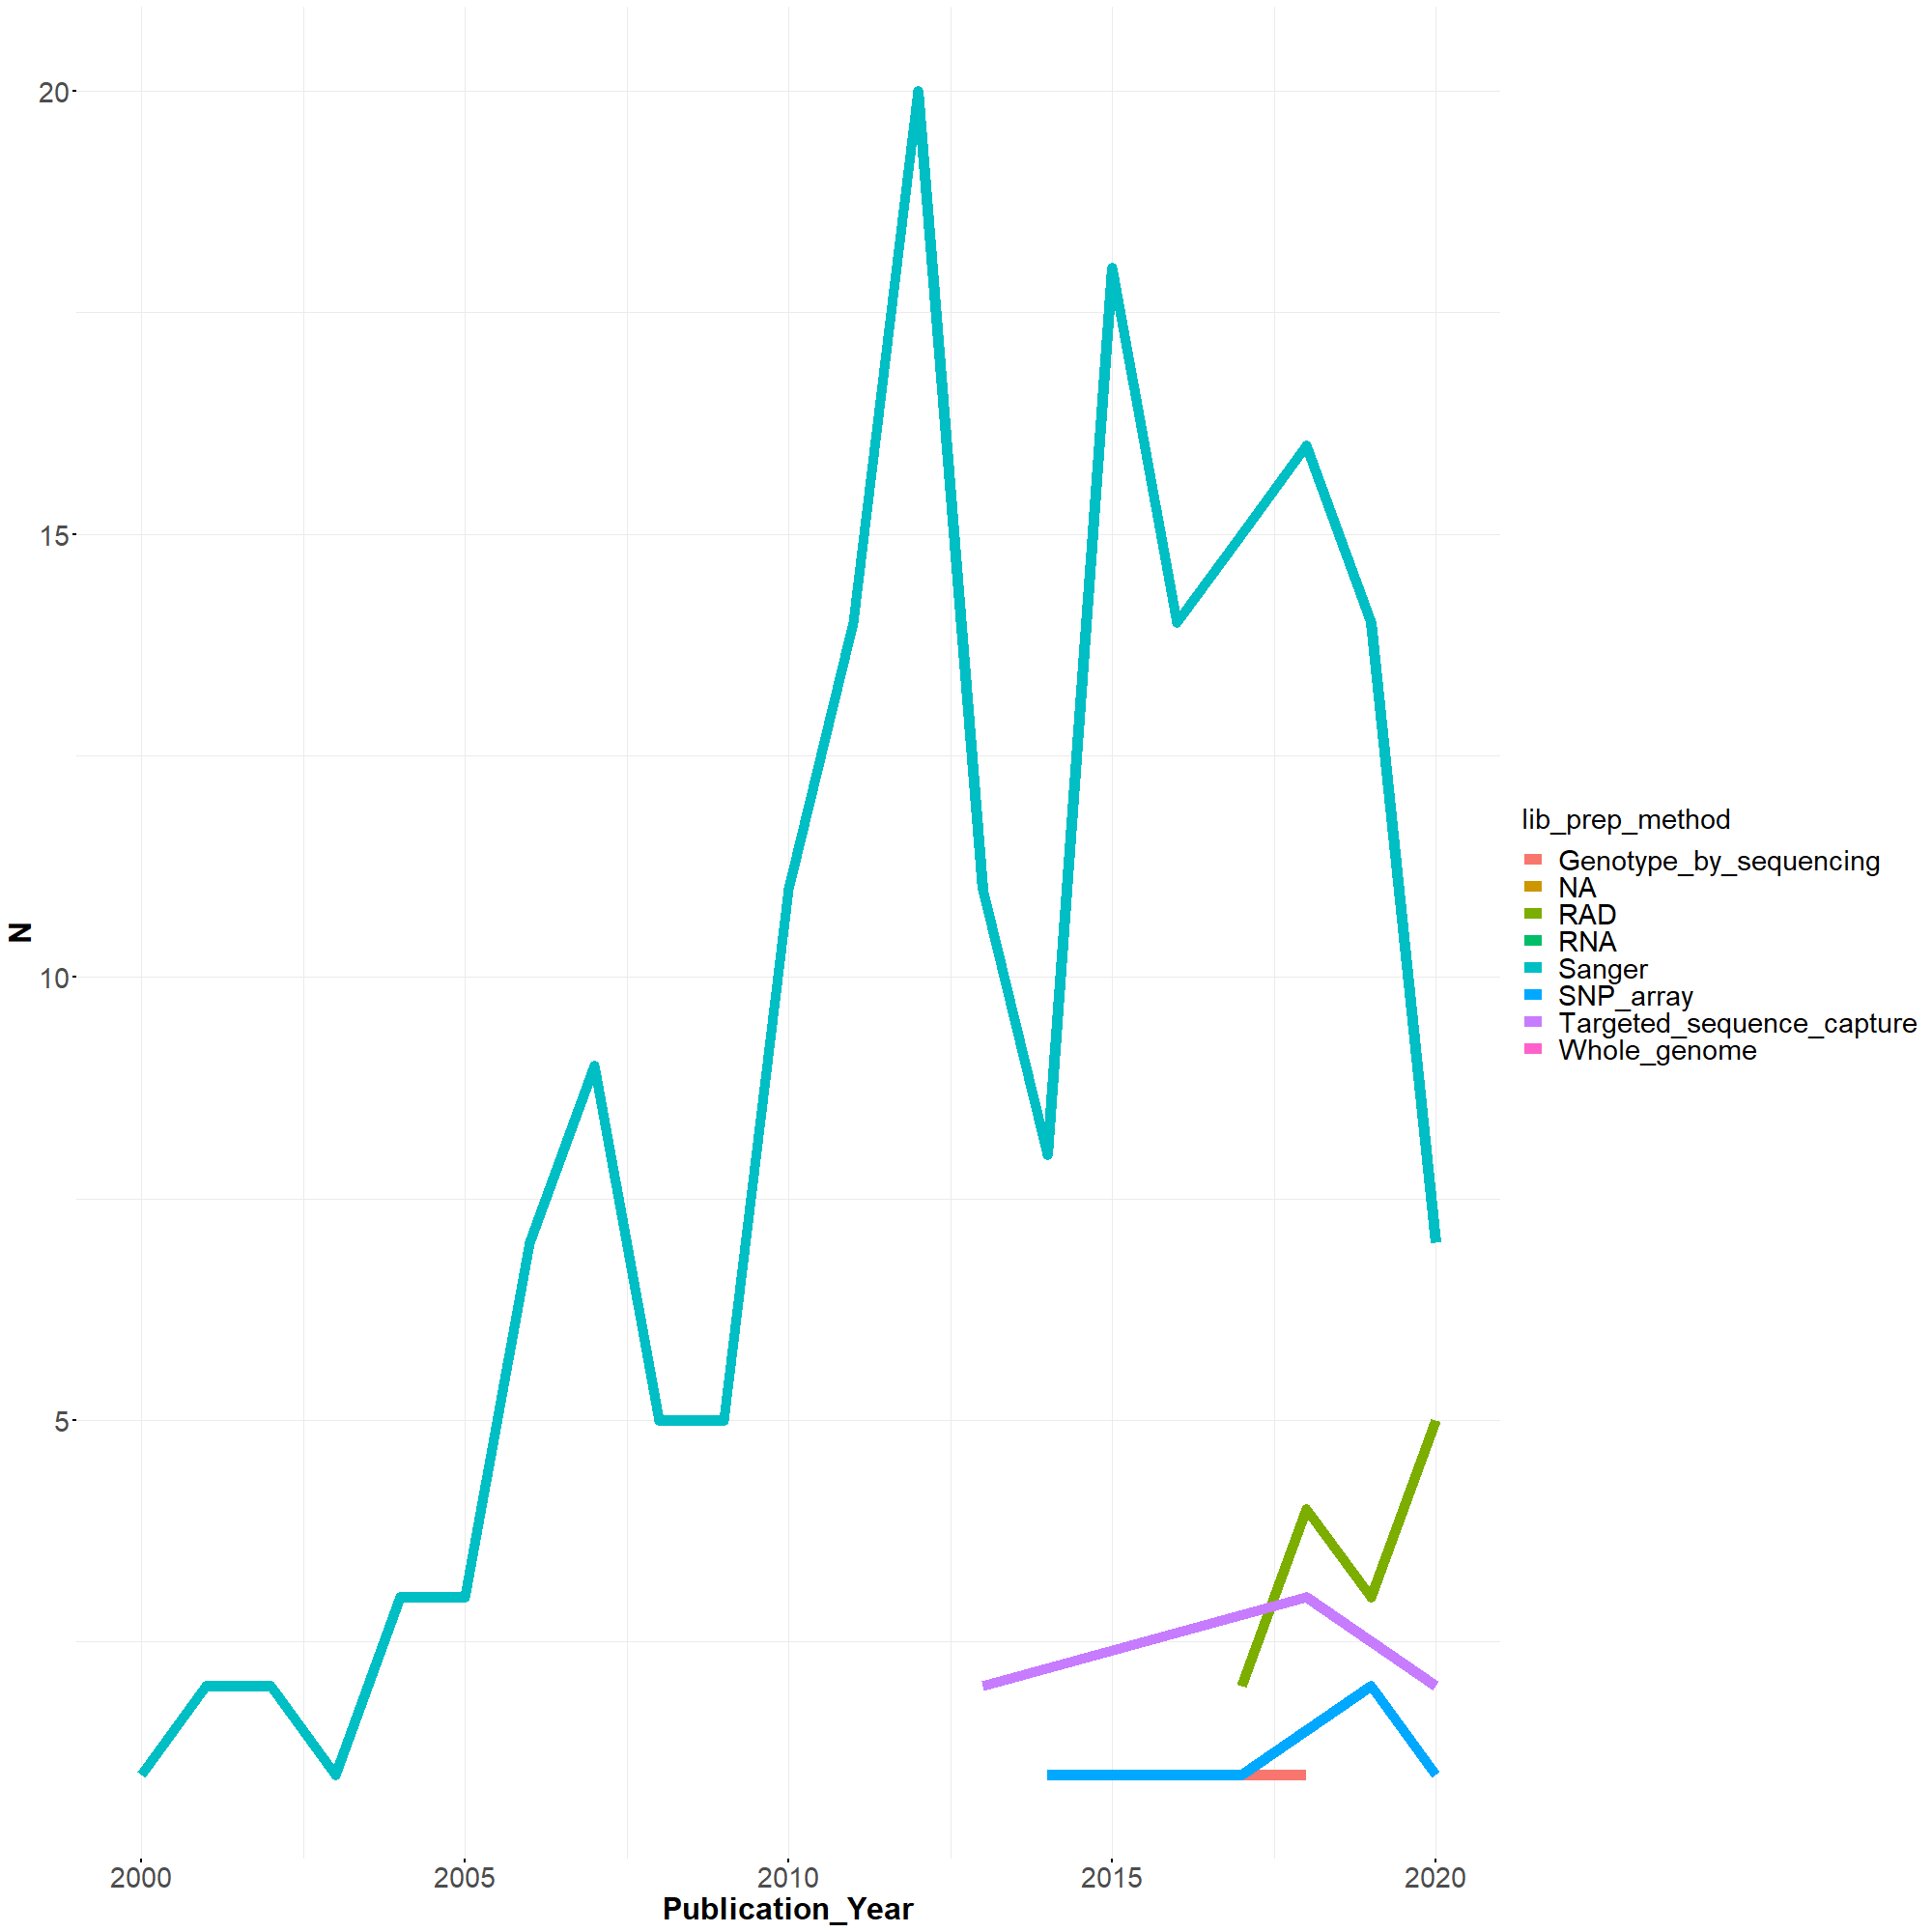 20
15
10
5
N
2000 2005 2010 2015 2020
Publication_Year
lib_prep_method
Genotype_by_sequencing
NA
RAD
RNA
Sanger
SNP_array
Targeted_sequence_capture
Whole_genome